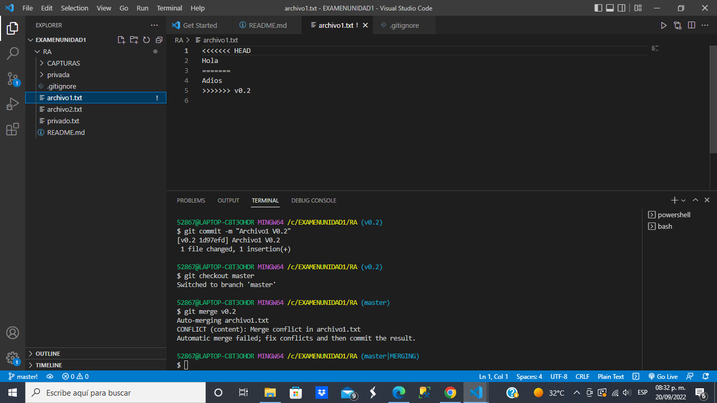 File Edit Selection View Go Run Terminal Help
archivo1.txt - EXAMENUNIDAD1 - Visual Studio Code
EXPLORER
Get Started
README.md
archivo1.txt !
.gitignore
EXAMENUNIDAD1
RA
CAPTURAS
privada
.gitignore
archivo1.txt !
archivo2.txt
privado.txt
README.md
OUTLINE
TIMELINE
RA > archivo1.txt
1 <<<<<<< HEAD
2 Hola
3 =======
4 Adios
5 >>>>>>> v0.2
6
PROBLEMS OUTPUT TERMINAL DEBUG CONSOLE
52867@LAPTOP-C8T3OHDR MINGW64 /c/EXAMENUNIDAD1/RA (v0.2)
$ git commit -m "Archivo1 V0.2"
[v0.2 1d97efd] Archivo1 V0.2
1 file changed, 1 insertion(+)
52867@LAPTOP-C8T3OHDR MINGW64 /c/EXAMENUNIDAD1/RA (v0.2)
$ git checkout master
Switched to branch 'master'
52867@LAPTOP-C8T3OHDR MINGW64 /c/EXAMENUNIDAD1/RA (master)
$ git merge v0.2
Auto-merging archivo1.txt
CONFLICT (content): Merge conflict in archivo1.txt
Automatic merge failed; fix conflicts and then commit the result.
52867@LAPTOP-C8T3OHDR MINGW64 /c/EXAMENUNIDAD1/RA (master|MERGING)
$
powershell
bash
master! 0 0
Ln 1, Col 1 Spaces: 4 UTF-8 CRLF Plain Text Go Live
Escribe aquí para buscar
32°C
ESP
08:32 p. m.
20/09/2022